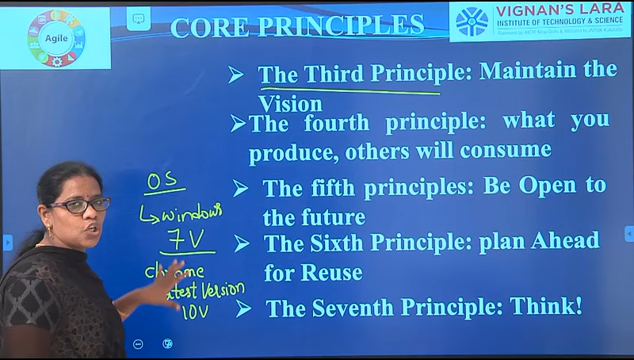 Agile
CORE PRINCIPLES
VIGNAN'S LARA
INSTITUTE OF TECHNOLOGY & SCIENCE
➢ The Third Principle: Maintain the
Vision
➢ The fourth principle: what you
produce, others will consume
➢ The fifth principles: Be Open to
the future
➢ The Sixth Principle: plan Ahead
for Reuse
➢ The Seventh Principle: Think!
OS
↳ windows
7V
Version
10V